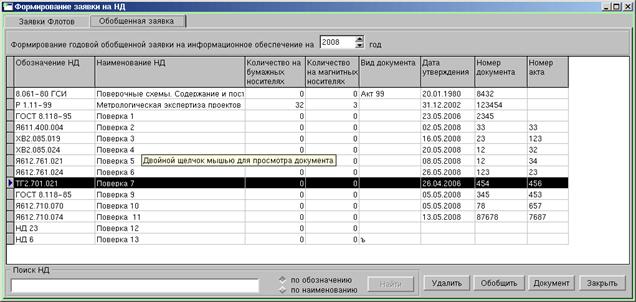 Формирование заявки на НД
Заявки Флотов Обобщенная заявка
Формирование годовой обобщенной заявки на информационное обеспечение на 2008 год
Обозначение НД Наименование НД Количество на бумажных носителях Количество на магнитных носителях Вид документа Дата утверждения Номер документа Номер акта
8.061-80 ГСИ Поверочные схемы. Содержание и пост 0 0 Акт 99 20.01.1980 8432
Р 1.11-99 Метрологическая экспертиза проектов 32 3 31.12.2002 123454
ГОСТ 8.118-95 Поверка 1 0 0 23.05.2006 2345
Я611.400.004 Поверка 2 0 0 02.05.2008 33 33
ХВ2.085.019 Поверка 3 0 0 16.05.2008 23 123
ХВ2.085.024 Поверка 4 0 0 20.05.2008 12 32
Я612.761.021 Поверка 5 0 0 08.05.2008 12 34
Двойной щелчок мышью для просмотра документа
Я612.761.024 Поверка 6 0 0 26.05.2008 123 23
ТГ2.701.021 Поверка 7 0 0 26.04.2006 454 456
ГОСТ 8.118-85 Поверка 9 0 0 05.05.2008 345 453
Я612.710.070 Поверка 10 0 0 05.05.2008 78 657
Я612.710.074 Поверка 11 0 0 13.05.2008 87678 7687
НД 23 Поверка 12 0 0
НД 6 Поверка 13 0 0 ъ
Поиск НД
по обозначению
по наименованию
Найти Удалить Обобщить Документ Закрыть